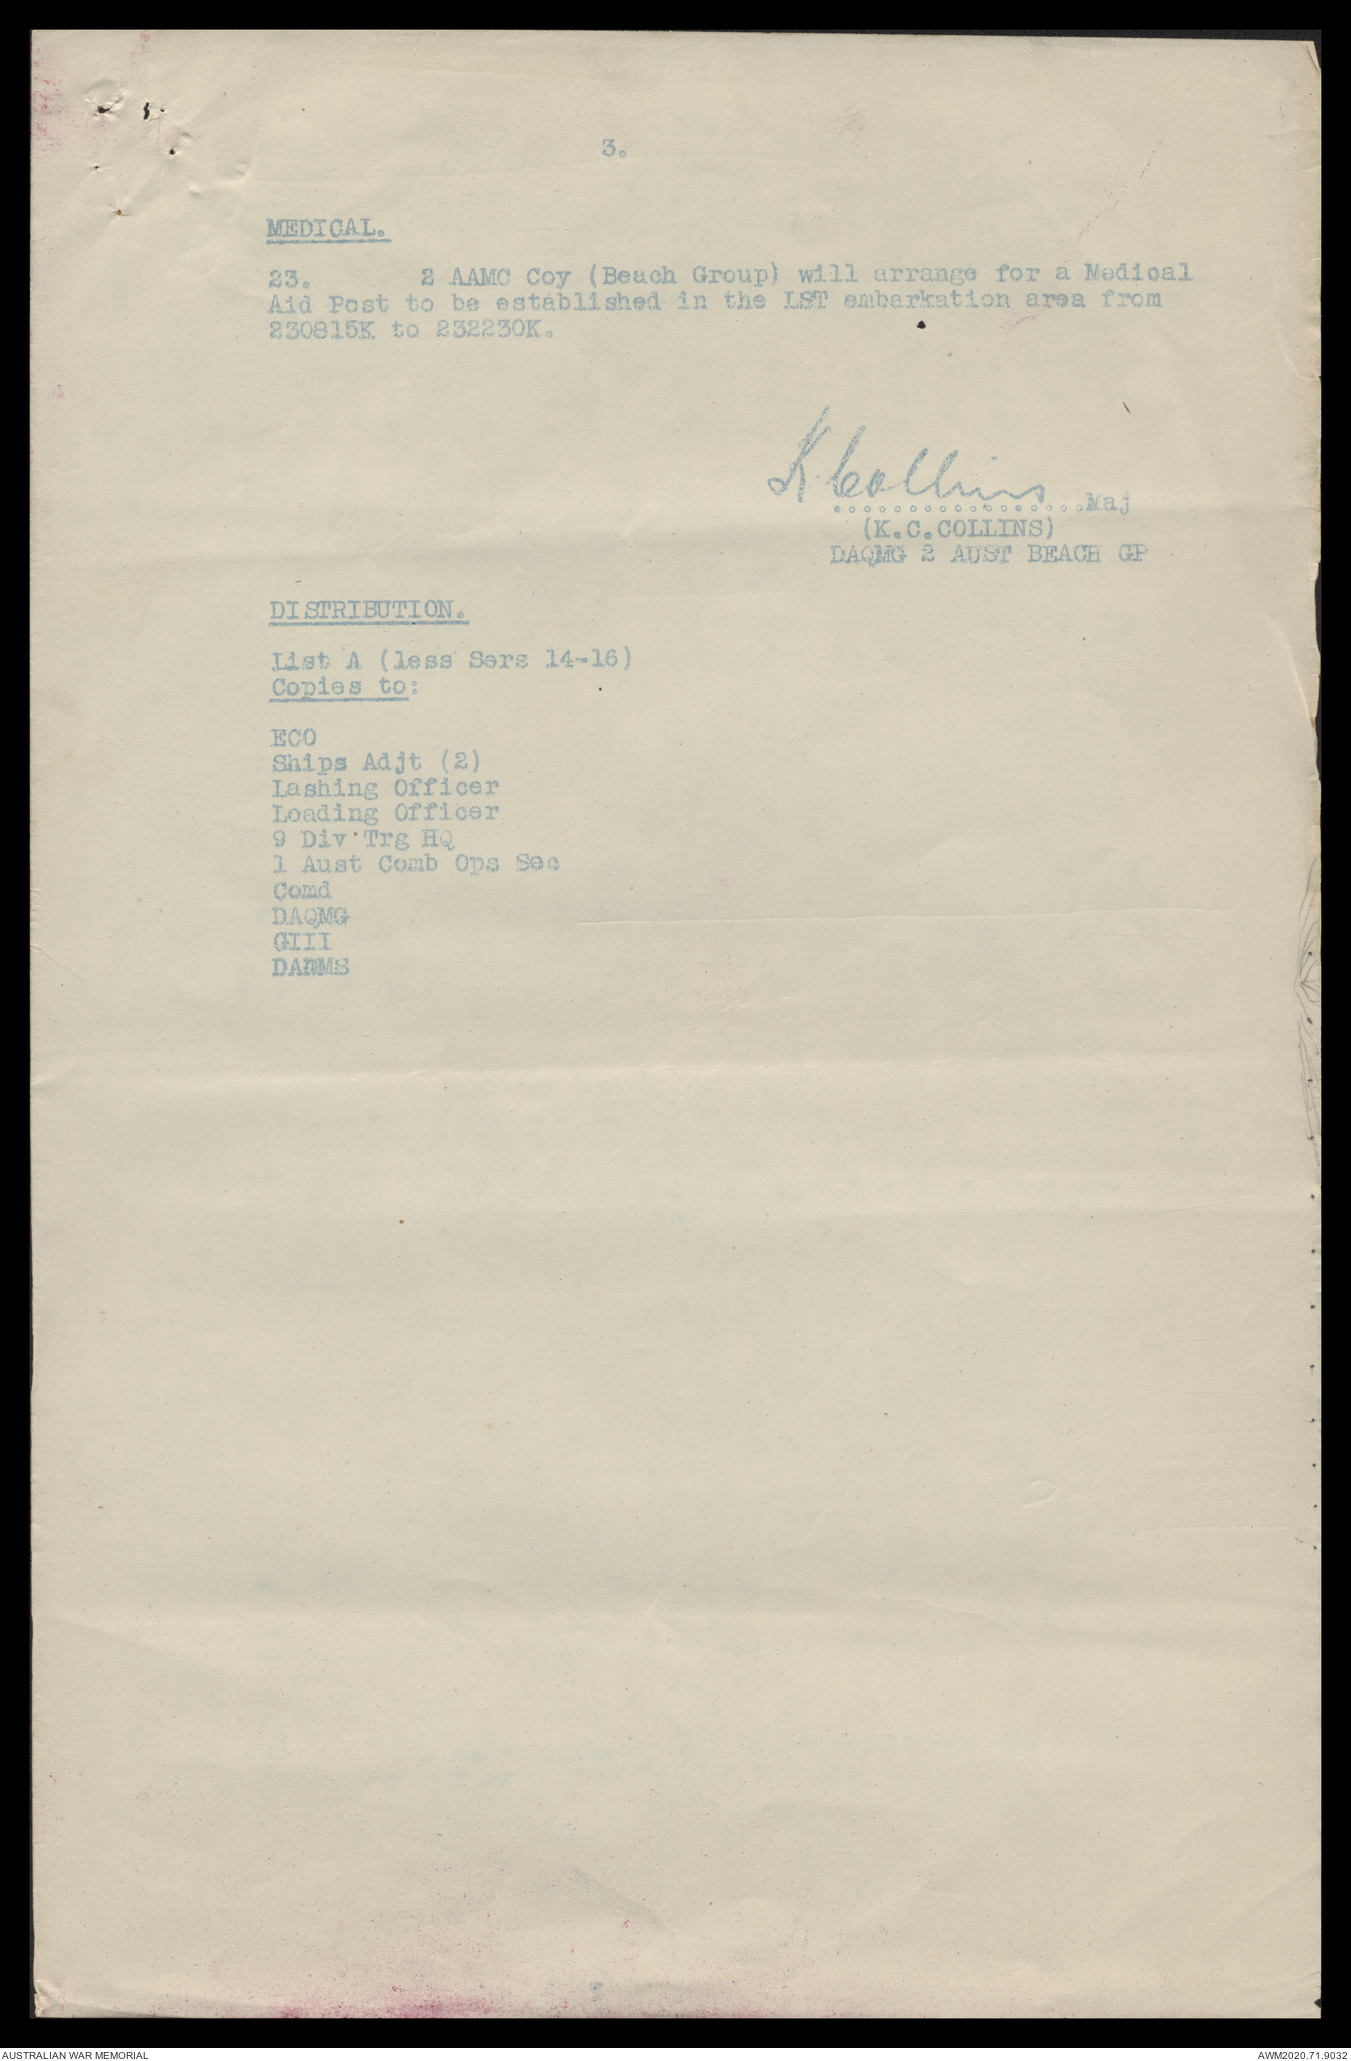 3.
MEDICAL.
23. 2 AAMC Coy (Beach Group) will arrange for a Medical
Aid Post to be established in the LST embarkation area from
230815K to 232230K.
K Collins
..................Maj
(K.C.COLLINS)
DAQMG 2 AUST BEACH GP
DISTRIBUTION.
List A (less Sers 14-16)
Copies to:
ECO
Ships Adjt (2)
Lashing Officer
Loading Officer
9 Div Trg HQ
1 Aust Comb Ops Sec
Comd
DAQMG
GIII
DADMS
AUSTRALIAN WAR MEMORIAL
AWM2020.71.9032